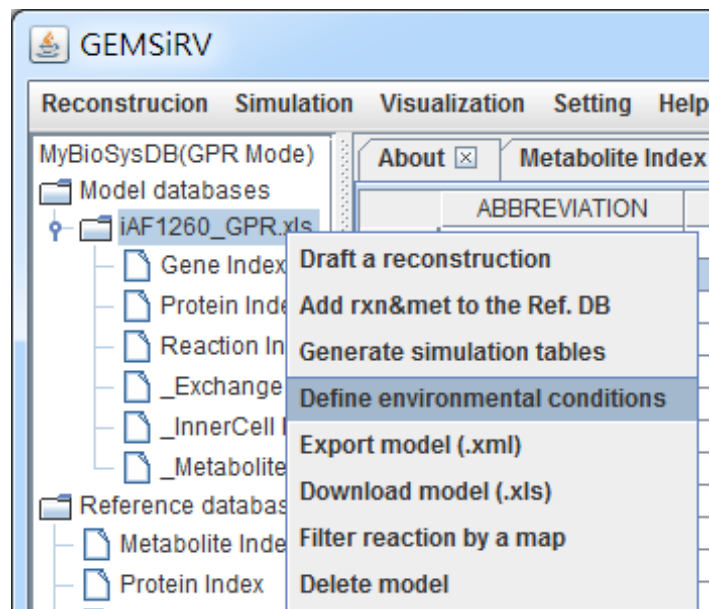 GEMSiRV
Reconstrucion Simulation Visualization Setting Help
MyBioSysDB(GPR Mode)
About Metabolite Index
Model databases
ABBREVIATION
iAF1260_GPR.xls
Gene Index
Protein Inde
Reaction In
_Exchange
_InnerCell
_Metabolite
Reference databas
Metabolite Inde
Protein Index
Draft a reconstruction
Add rxn&met to the Ref. DB
Generate simulation tables
Define environmental conditions
Export model (.xml)
Download model (.xls)
Filter reaction by a map
Delete model